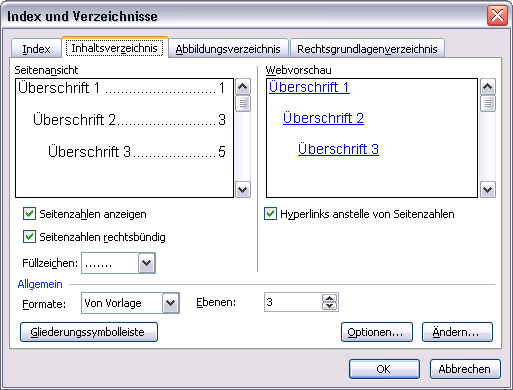 Index und Verzeichnisse
Index Inhaltsverzeichnis Abbildungsverzeichnis Rechtsgrundlagenverzeichnis
Seitenansicht Webvorschau
Überschrift 1 ............................ 1 Überschrift 1
Überschrift 2 ........................ 3 Überschrift 2
Überschrift 3 .................... 5 Überschrift 3
Seitenzahlen anzeigen Hyperlinks anstelle von Seitenzahlen
Seitenzahlen rechtsbündig
Füllzeichen: .......
Allgemein
Formate: Von Vorlage Ebenen: 3
Gliederungssymbolleiste Optionen... Ändern...
OK Abbrechen